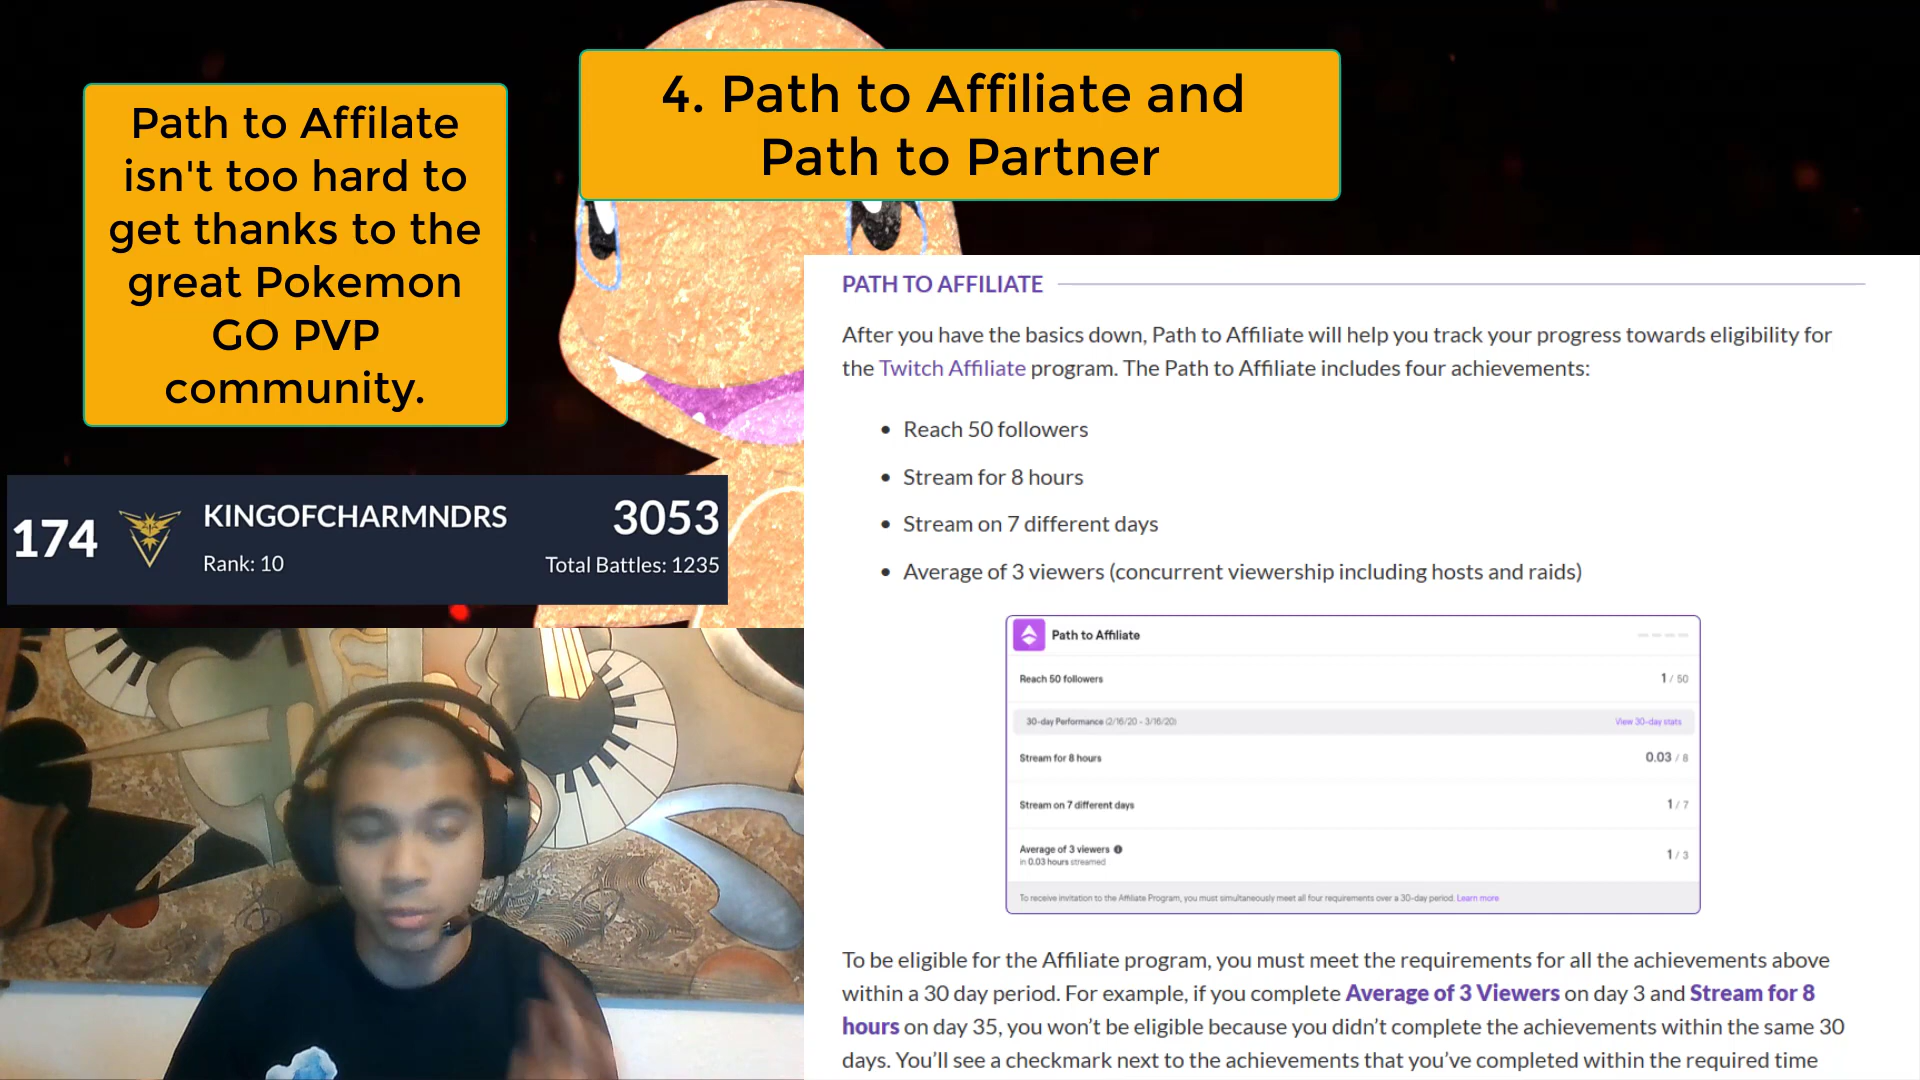 4. Path to Affiliate and
Path to Partner
Path to Affilate
isn't too hard to
get thanks to the
great Pokemon
GO PVP
community.
174
KINGOFCHARMNDRS
3053
Rank: 10
Total Battles: 1235
PATH TO AFFILIATE
After you have the basics down, Path to Affiliate will help you track your progress towards eligibility for
the Twitch Affiliate program. The Path to Affiliate includes four achievements:
• Reach 50 followers
• Stream for 8 hours
• Stream on 7 different days
• Average of 3 viewers (concurrent viewership including hosts and raids)
Path to Affiliate
Reach 50 followers 1 / 50
30-day Performance (2/16/20 - 3/16/20) View 30-day stats
Stream for 8 hours 0.03 / 8
Stream on 7 different days 1 / 7
Average of 3 viewers 1 / 3
in 0.03 hours streamed
To receive invitation to the Affiliate Program, you must simultaneously meet all four requirements over a 30-day period. Learn more
To be eligible for the Affiliate program, you must meet the requirements for all the achievements above
within a 30 day period. For example, if you complete Average of 3 Viewers on day 3 and Stream for 8
hours on day 35, you won't be eligible because you didn't complete the achievements within the same 30
days. You'll see a checkmark next to the achievements that you've completed within the required time